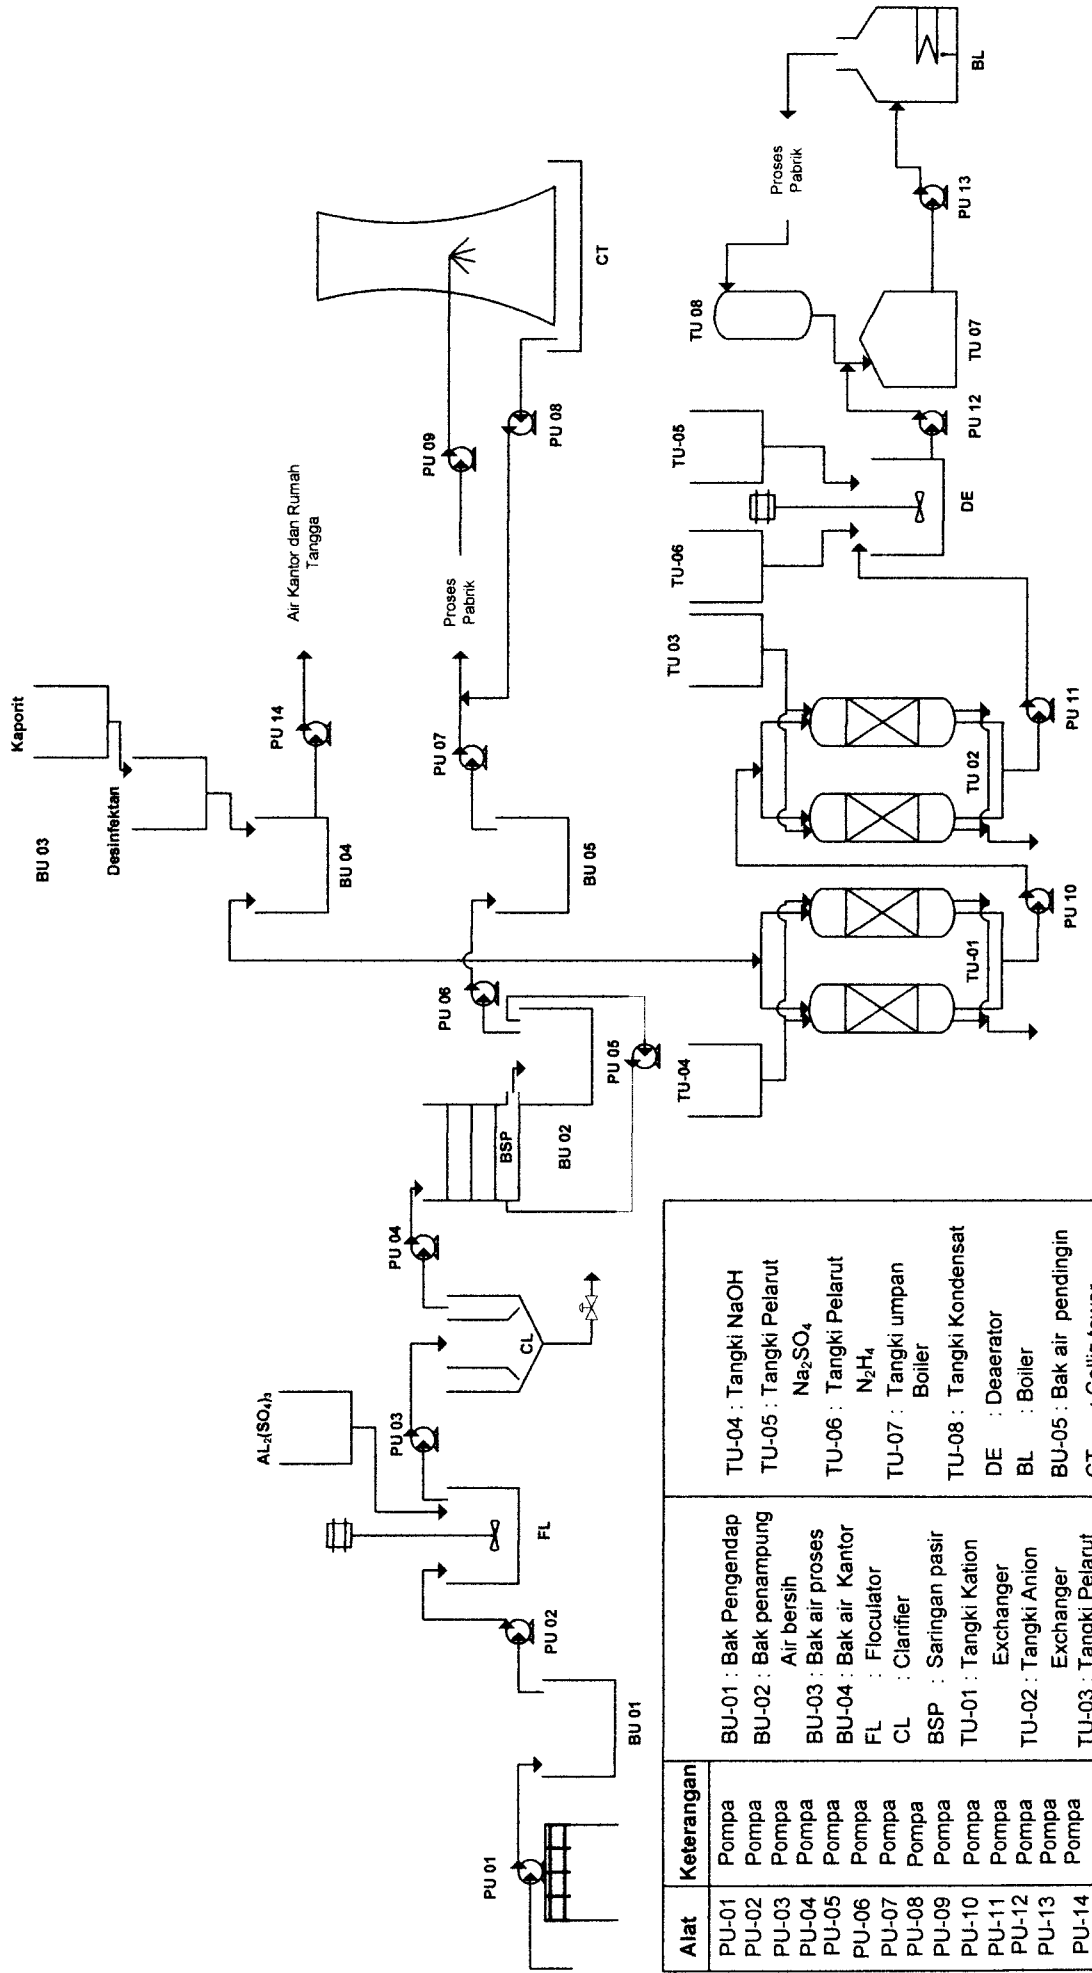 Kaporit
BU 03
Desinfektan
BU 04
PU 14
Air Kantor dan Rumah
Tangga
PU 06
BU 05
PU 07
Proses
Pabrik
PU 09
PU 08
CT
AL₂(SO₄)₃
PU 01
BU 01
PU 02
FL
PU 03
CL
PU 04
BSP
BU 02
PU 05
TU-04
TU-01
PU 10
TU 02
TU 03
PU 11
TU-06
TU-05
DE
PU 12
TU 08
TU 07
Proses
Pabrik
PU 13
BL
Alat
Keterangan
PU-01 Pompa
PU-02 Pompa
PU-03 Pompa
PU-04 Pompa
PU-05 Pompa
PU-06 Pompa
PU-07 Pompa
PU-08 Pompa
PU-09 Pompa
PU-10 Pompa
PU-11 Pompa
PU-12 Pompa
PU-13 Pompa
PU-14 Pompa
BU-01 : Bak Pengendap
BU-02 : Bak penampung
Air bersih
BU-03 : Bak air proses
BU-04 : Bak air Kantor
FL : Floculator
CL : Clarifier
BSP : Saringan pasir
TU-01 : Tangki Kation
Exchanger
TU-02 : Tangki Anion
Exchanger
TU-03 : Tangki Pelarut
TU-04 : Tangki NaOH
TU-05 : Tangki Pelarut
Na₂SO₄
TU-06 : Tangki Pelarut
N₂H₄
TU-07 : Tangki umpan
Boiler
TU-08 : Tangki Kondensat
DE : Deaerator
BL : Boiler
BU-05 : Bak air pendingin